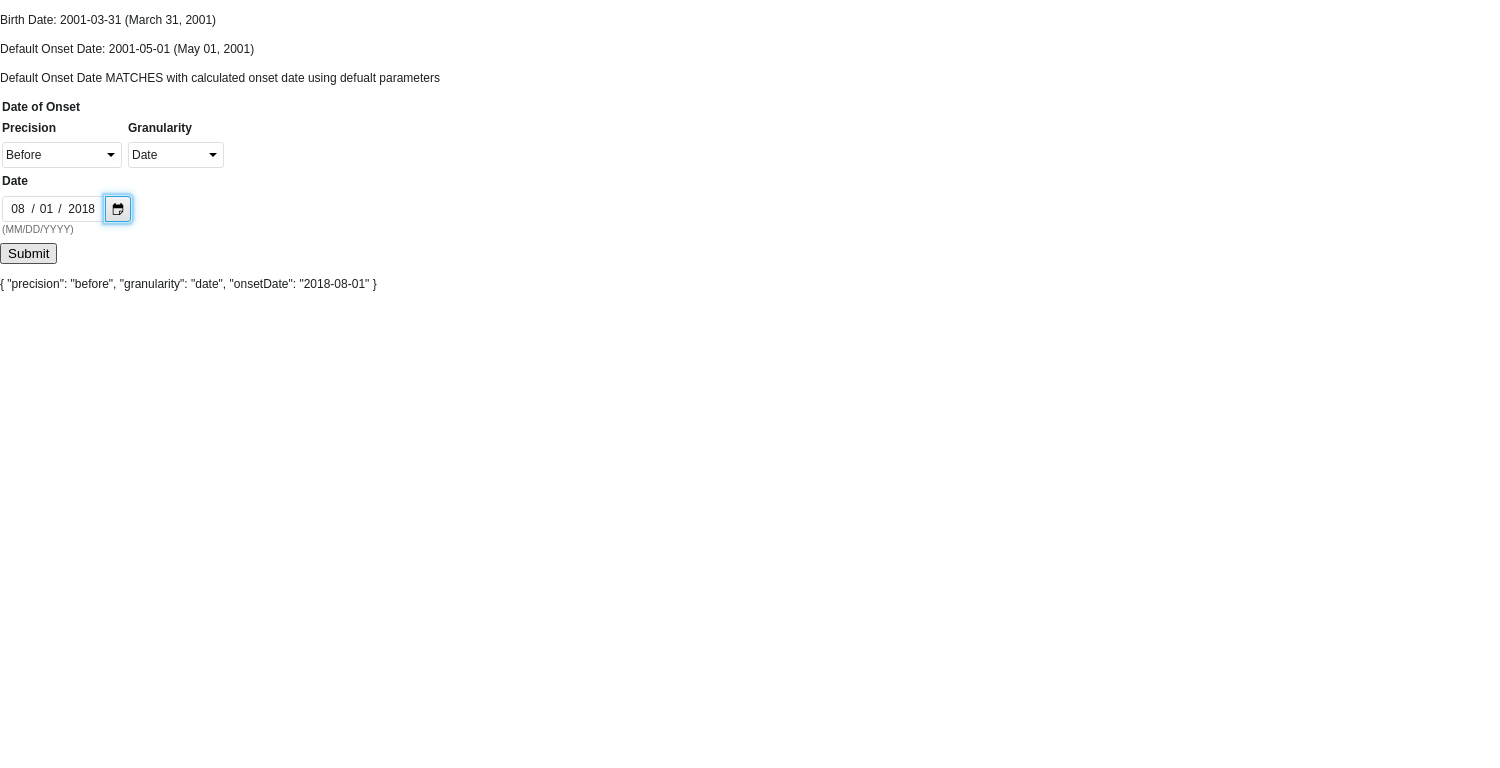 Birth Date: 2001-03-31 (March 31, 2001)
Default Onset Date: 2001-05-01 (May 01, 2001)
Default Onset Date MATCHES with calculated onset date using defualt parameters
Date of Onset
Precision Granularity
Before Date
Date
08 / 01 / 2018
(MM/DD/YYYY)
Submit
{ "precision": "before", "granularity": "date", "onsetDate": "2018-08-01" }